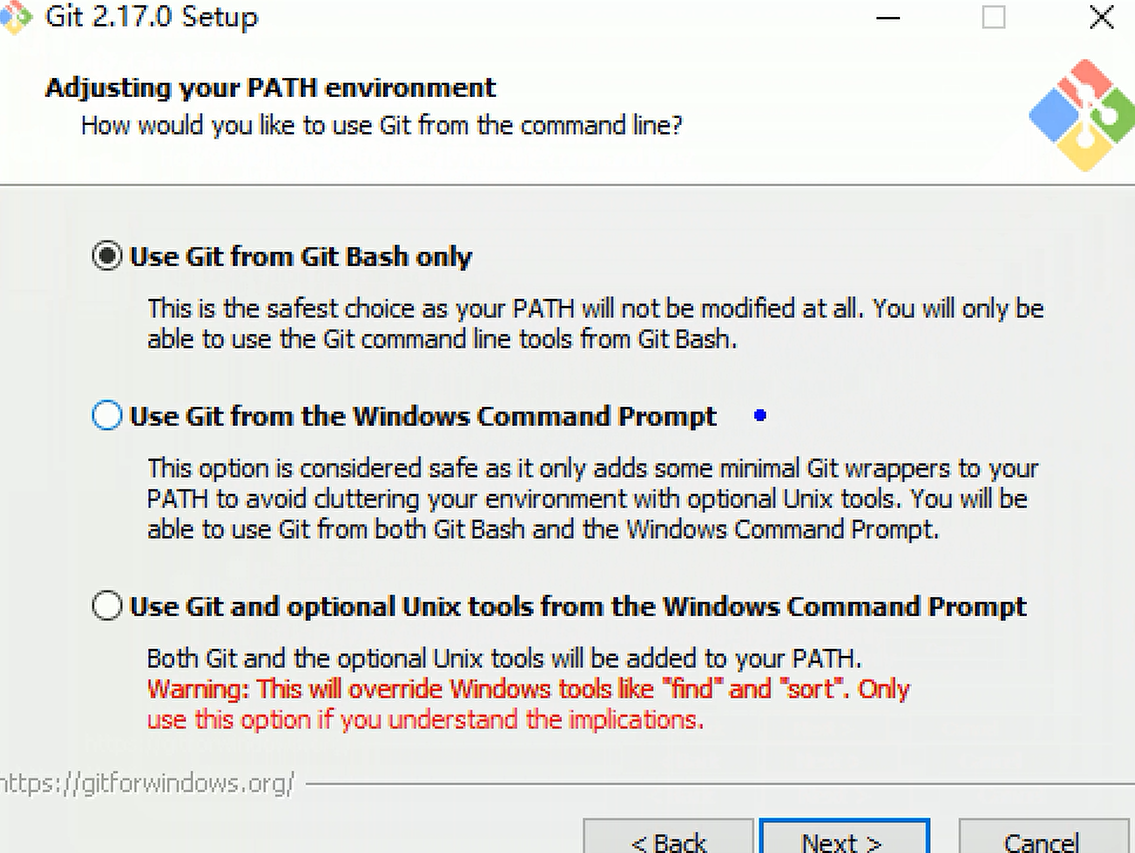 Git 2.17.0 Setup
Adjusting your PATH environment
How would you like to use Git from the command line?
Use Git from Git Bash only
This is the safest choice as your PATH will not be modified at all. You will only be
able to use the Git command line tools from Git Bash.
Use Git from the Windows Command Prompt
This option is considered safe as it only adds some minimal Git wrappers to your
PATH to avoid cluttering your environment with optional Unix tools. You will be
able to use Git from both Git Bash and the Windows Command Prompt.
Use Git and optional Unix tools from the Windows Command Prompt
Both Git and the optional Unix tools will be added to your PATH.
Warning: This will override Windows tools like "find" and "sort". Only
use this option if you understand the implications.
https://gitforwindows.org/
< Back
Next >
Cancel